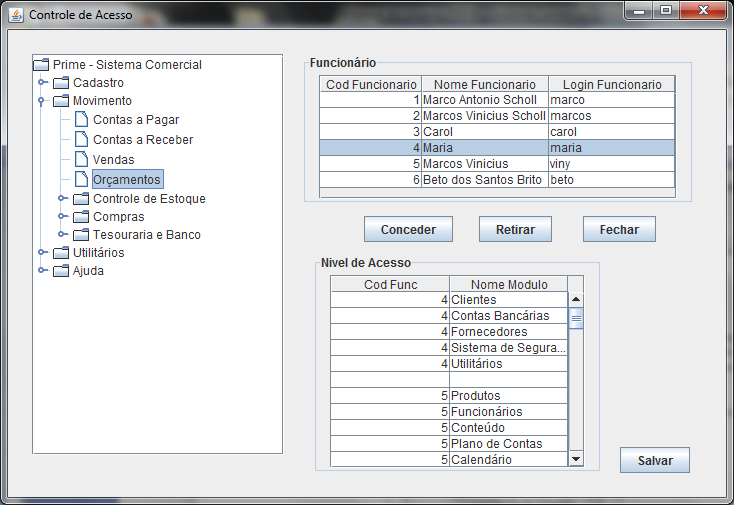 Controle de Acesso
Prime - Sistema Comercial
Cadastro
Movimento
Contas a Pagar
Contas a Receber
Vendas
Orçamentos
Controle de Estoque
Compras
Tesouraria e Banco
Utilitários
Ajuda
Funcionário
Cod Funcionario Nome Funcionario Login Funcionario
1 Marco Antonio Scholl marco
2 Marcos Vinicius Scholl marcos
3 Carol carol
4 Maria maria
5 Marcos Vinicius viny
6 Beto dos Santos Brito beto
Conceder Retirar Fechar
Nivel de Acesso
Cod Func Nome Modulo
4 Clientes
4 Contas Bancárias
4 Fornecedores
4 Sistema de Segura...
4 Utilitários
5 Produtos
5 Funcionários
5 Conteúdo
5 Plano de Contas
5 Calendário
Salvar